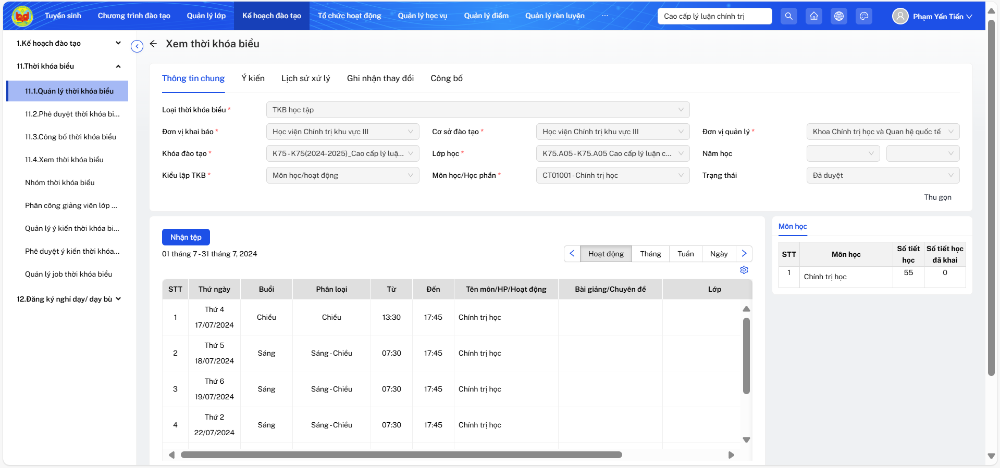 Tuyển sinh
Chương trình đào tạo
Quản lý lớp
Kế hoạch đào tạo
Tổ chức hoạt động
Quản lý học vụ
Quản lý điểm
Quản lý rèn luyện
...
Cao cấp lý luận chính trị
Phạm Yến Tiến
1.Kế hoạch đào tạo
11.Thời khóa biểu
11.1.Quản lý thời khóa biểu
11.2.Phê duyệt thời khóa bi...
11.3.Công bố thời khóa biểu
11.4.Xem thời khóa biểu
Nhóm thời khóa biểu
Phân công giảng viên lớp ...
Quản lý ý kiến thời khóa bi...
Phê duyệt ý kiến thời khóa...
Quản lý job thời khóa biểu
12.Đăng ký nghỉ dạy/ dạy bù
Xem thời khóa biểu
Thông tin chung
Ý kiến
Lịch sử xử lý
Ghi nhận thay đổi
Công bố
Loại thời khóa biểu *
TKB học tập
Đơn vị khai báo *
Học viện Chính trị khu vực III
Cơ sở đào tạo *
Học viện Chính trị khu vực III
Đơn vị quản lý *
Khoa Chính trị học và Quan hệ quốc tế
Khóa đào tạo *
K75 - K75(2024-2025)_Cao cấp lý luậ...
Lớp học *
K75.A05 - K75.A05 Cao cấp lý luận c...
Năm học
Kiểu lập TKB *
Môn học/hoạt động
Môn học/Học phần *
CT01001 - Chính trị học
Trạng thái
Đã duyệt
Thu gọn
Nhận tệp
01 tháng 7 - 31 tháng 7, 2024
Hoạt động
Tháng
Tuần
Ngày
STT
Thứ ngày
Buổi
Phân loại
Từ
Đến
Tên môn/HP/Hoạt động
Bài giảng/Chuyên đề
Lớp
1
Thứ 4
17/07/2024
Chiều
Chiều
13:30
17:45
Chính trị học
2
Thứ 5
18/07/2024
Sáng
Sáng - Chiều
07:30
17:45
Chính trị học
3
Thứ 6
19/07/2024
Sáng
Sáng - Chiều
07:30
17:45
Chính trị học
4
Thứ 2
22/07/2024
Sáng
Sáng - Chiều
07:30
17:45
Chính trị học
Môn học
STT
Môn học
Số tiết học
Số tiết học đã khai
1
Chính trị học
55
0